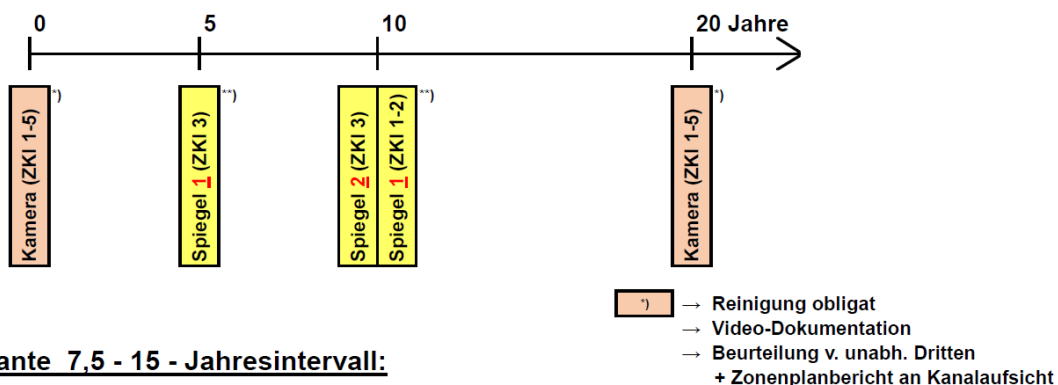 0 5 10 20 Jahre
Kamera (ZKI 1-5) *)
Spiegel 1 (ZKI 3) **)
Spiegel 2 (ZKI 3)
Spiegel 1 (ZKI 1-2) **)
Kamera (ZKI 1-5) *)
*) → Reinigung obligat
→ Video-Dokumentation
→ Beurteilung v. unabh. Dritten
+ Zonenplanbericht an Kanalaufsicht
ante 7,5 - 15 - Jahresintervall: